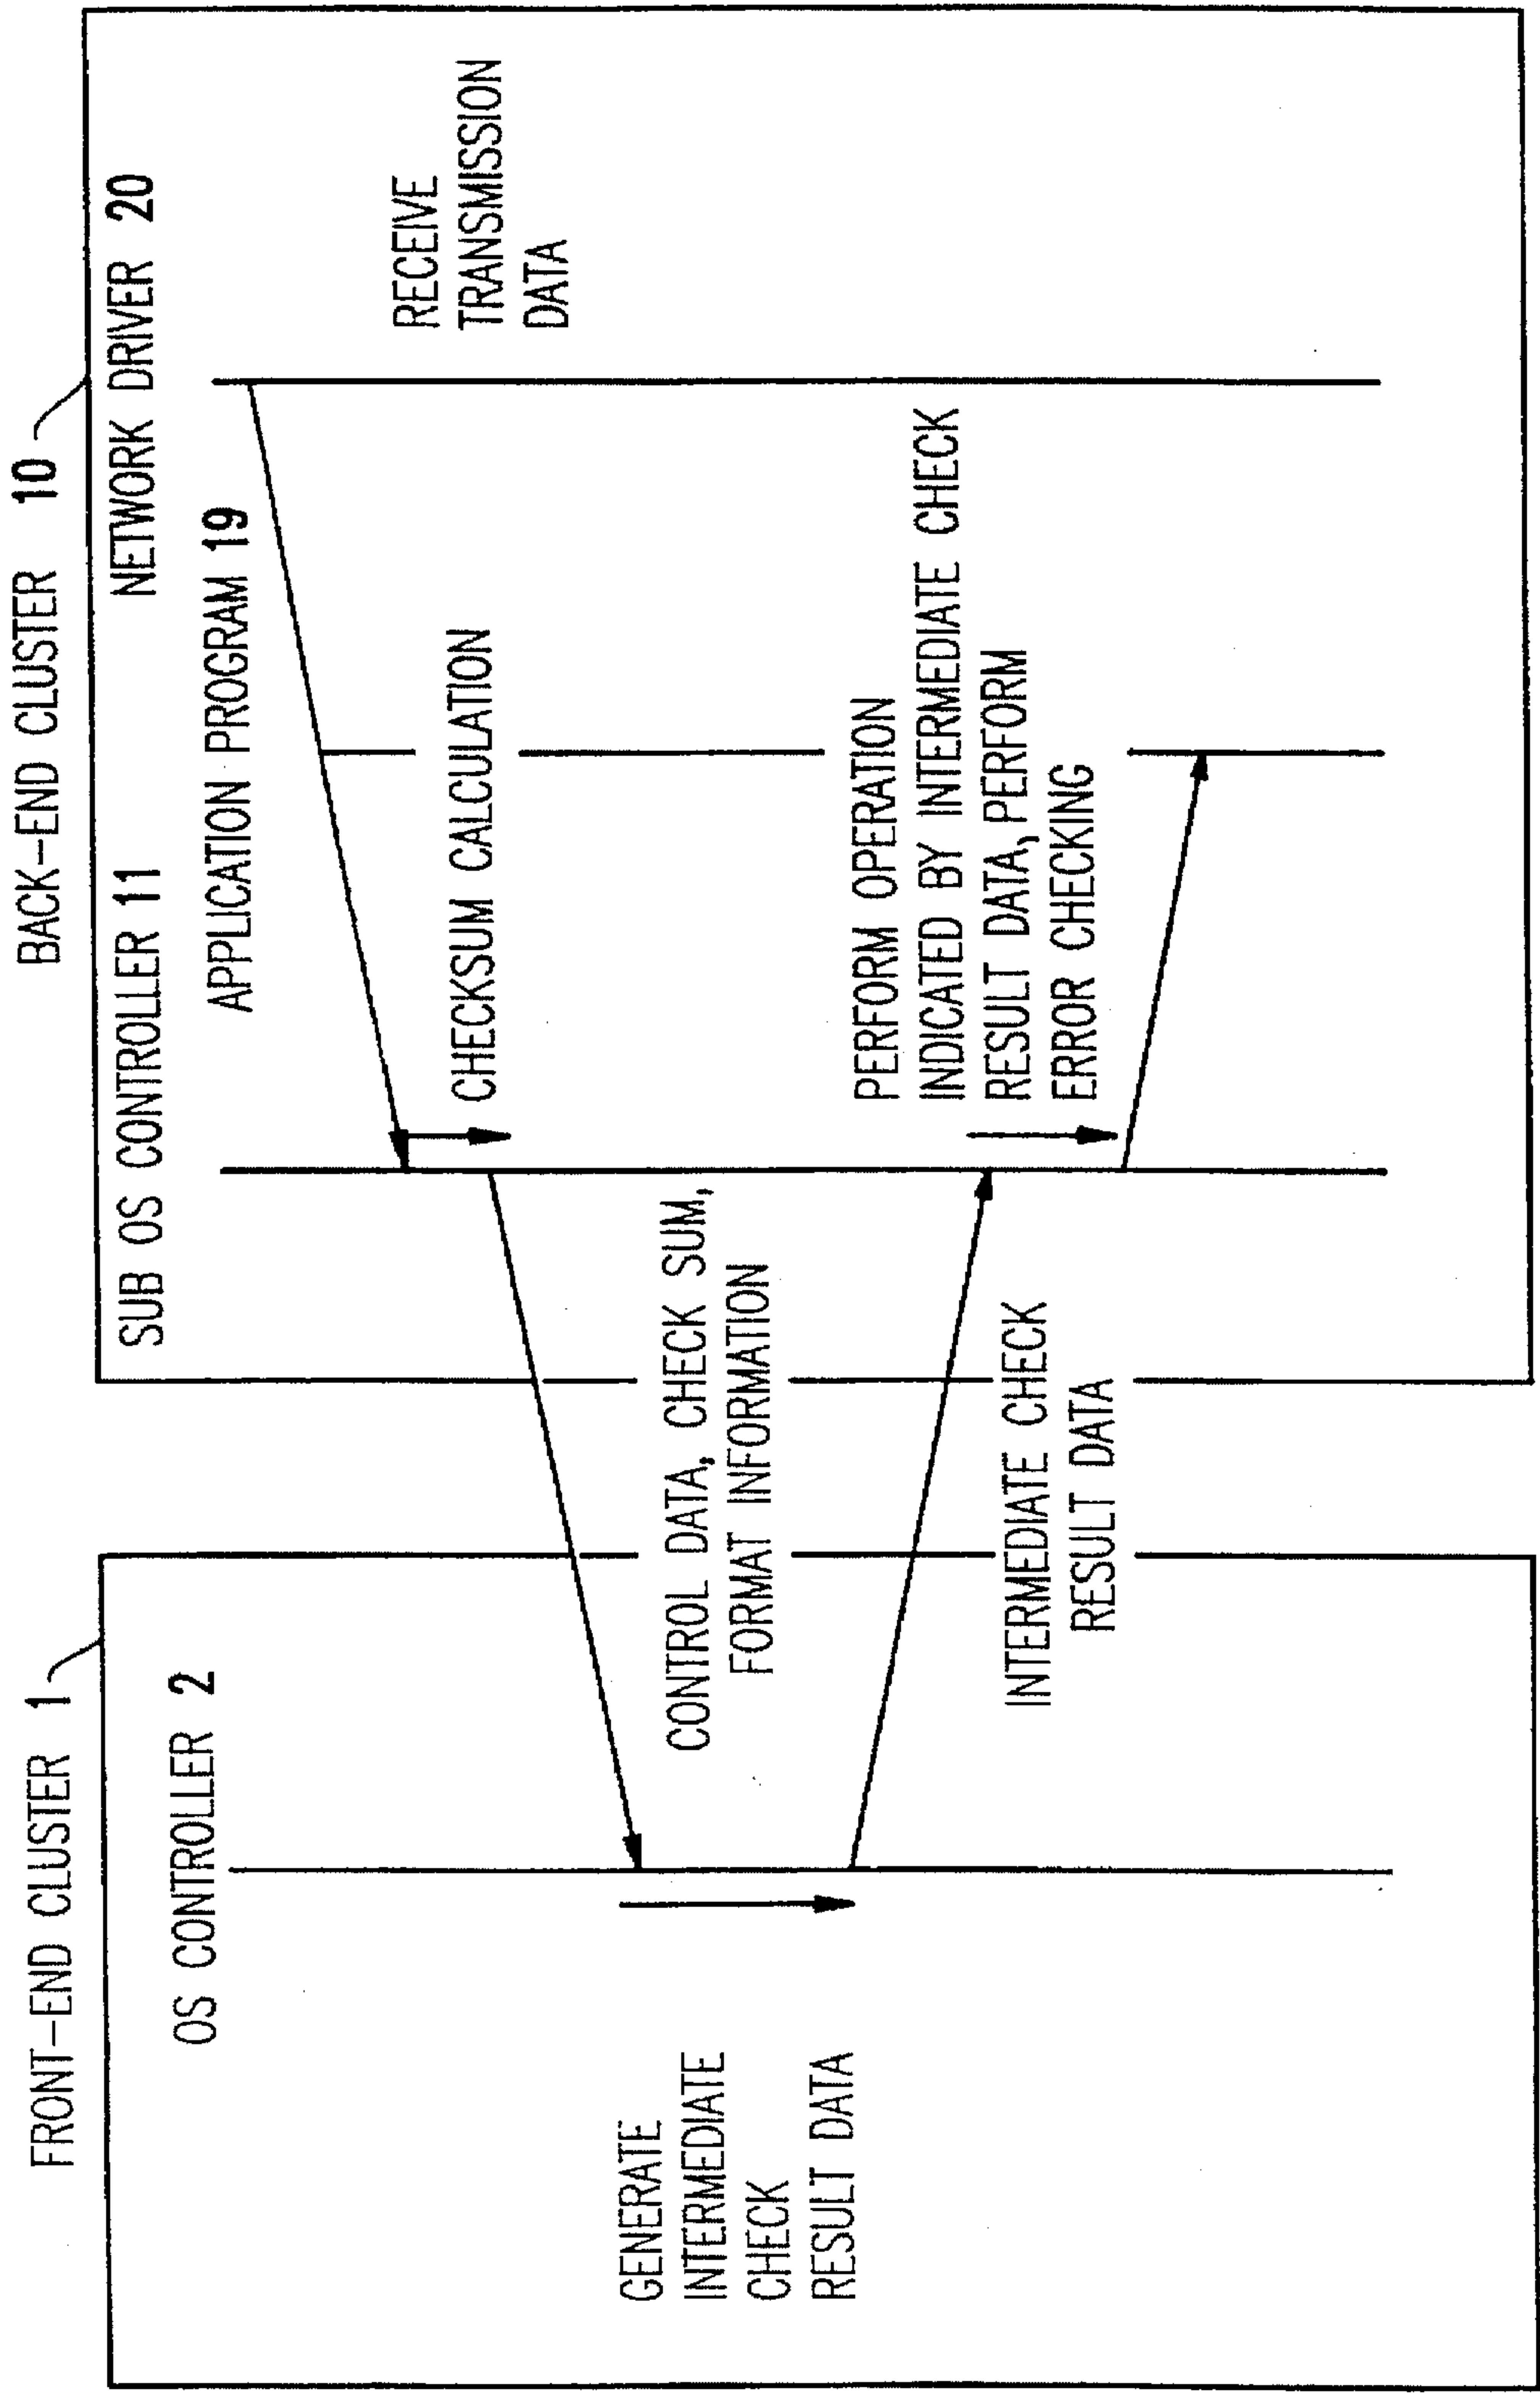 FRONT-END CLUSTER 1
BACK-END CLUSTER 10
OS CONTROLLER 2
SUB OS CONTROLLER 11
NETWORK DRIVER 20
APPLICATION PROGRAM 19
RECEIVE
TRANSMISSION
DATA
CHECKSUM CALCULATION
CONTROL DATA, CHECK SUM,
FORMAT INFORMATION
GENERATE
INTERMEDIATE
CHECK
RESULT DATA
INTERMEDIATE CHECK
RESULT DATA
PERFORM OPERATION
INDICATED BY INTERMEDIATE CHECK
RESULT DATA, PERFORM
ERROR CHECKING